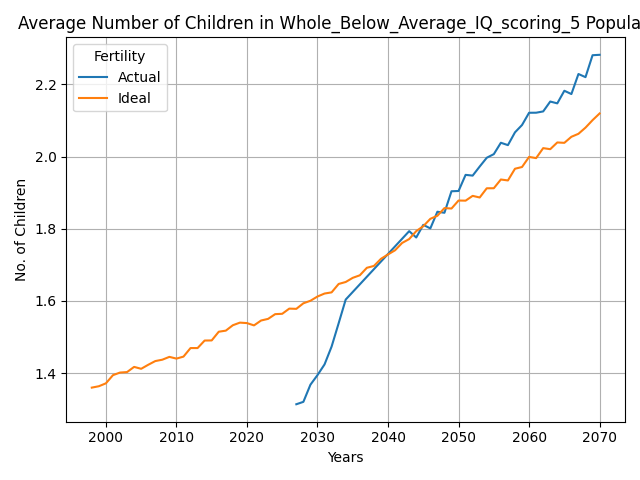 Average Number of Children in Whole_Below_Average_IQ_scoring_5 Popula
Fertility
Actual
Ideal
No. of Children
2.2
2.0
1.8
1.6
1.4
2000 2010 2020 2030 2040 2050 2060 2070
Years